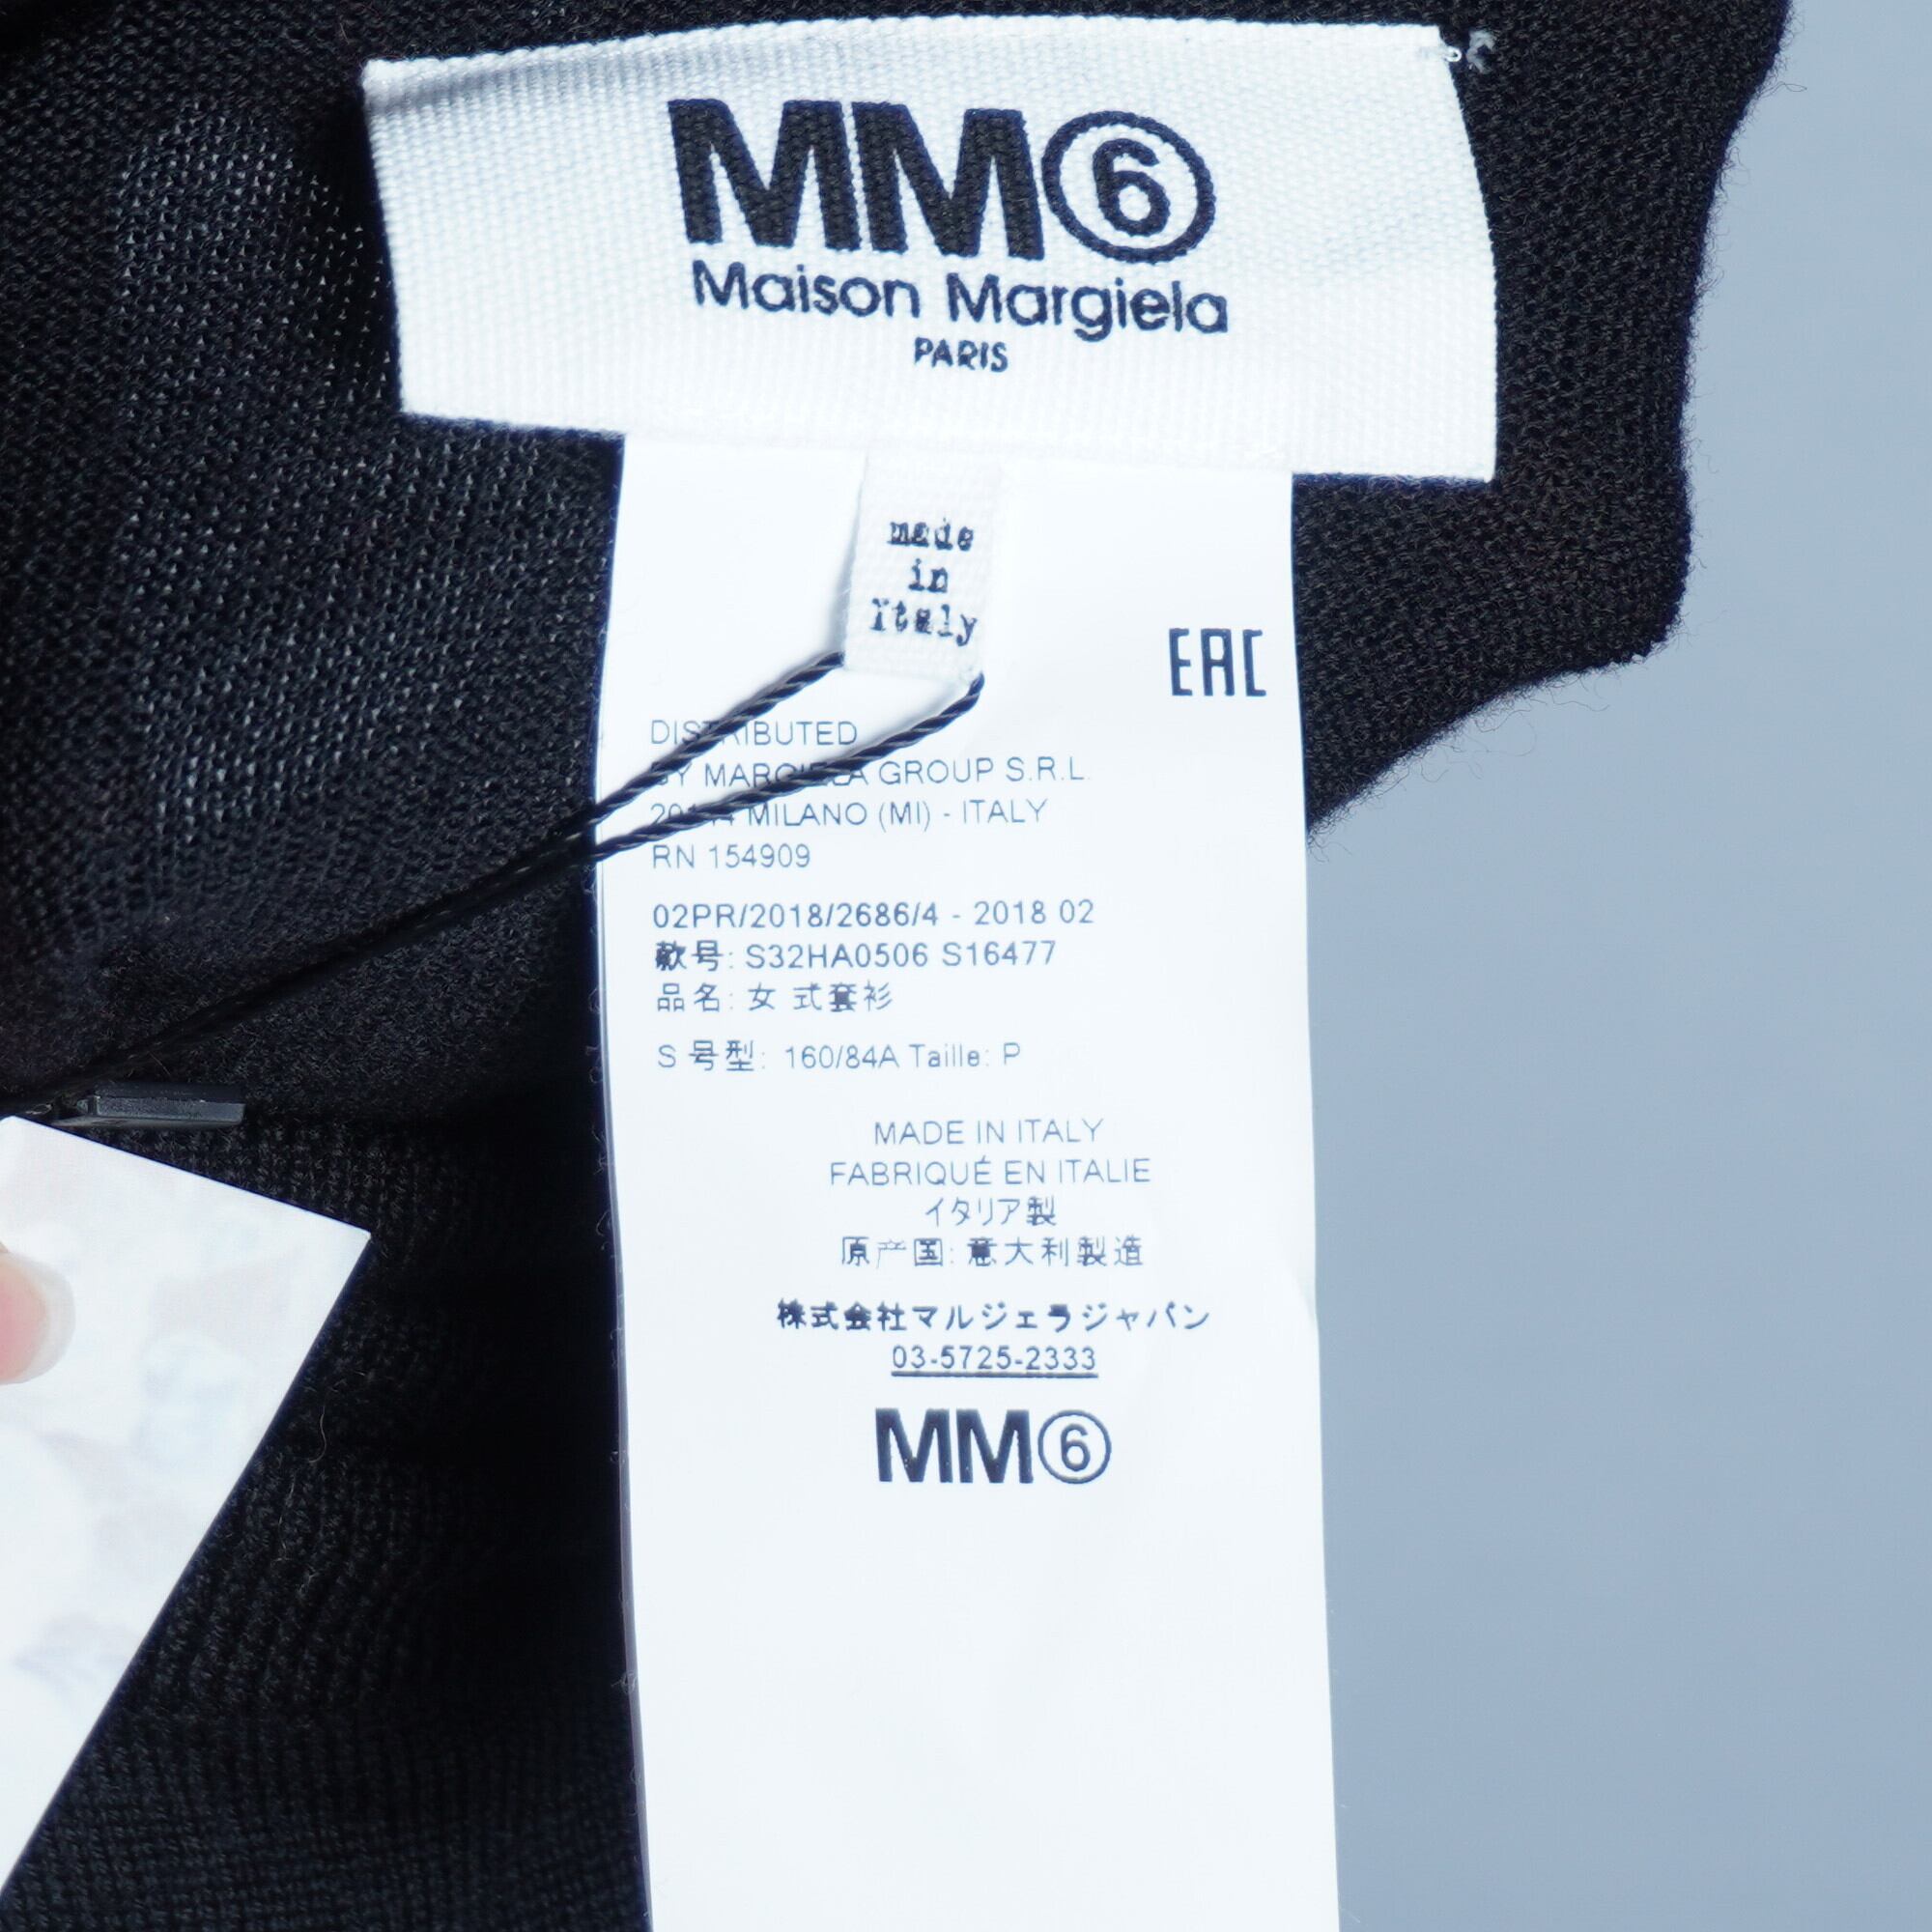 MM⑥
Maison Margiela
PARIS
made
in
Italy
EAC
DISTRIBUTED
BY MARGIELA GROUP S.R.L.
MILANO (MI) - ITALY
RN 154909
02PR/2018/2686/4 - 2018 02
款号: S32HA0506 S16477
品名: 女 式套衫
S 号型: 160/84A Taille: P
MADE IN ITALY
FABRIQUÉ EN ITALIE
イタリア製
原产国: 意大利製造
株式会社マルジェラジャパン
03-5725-2333
MM⑥